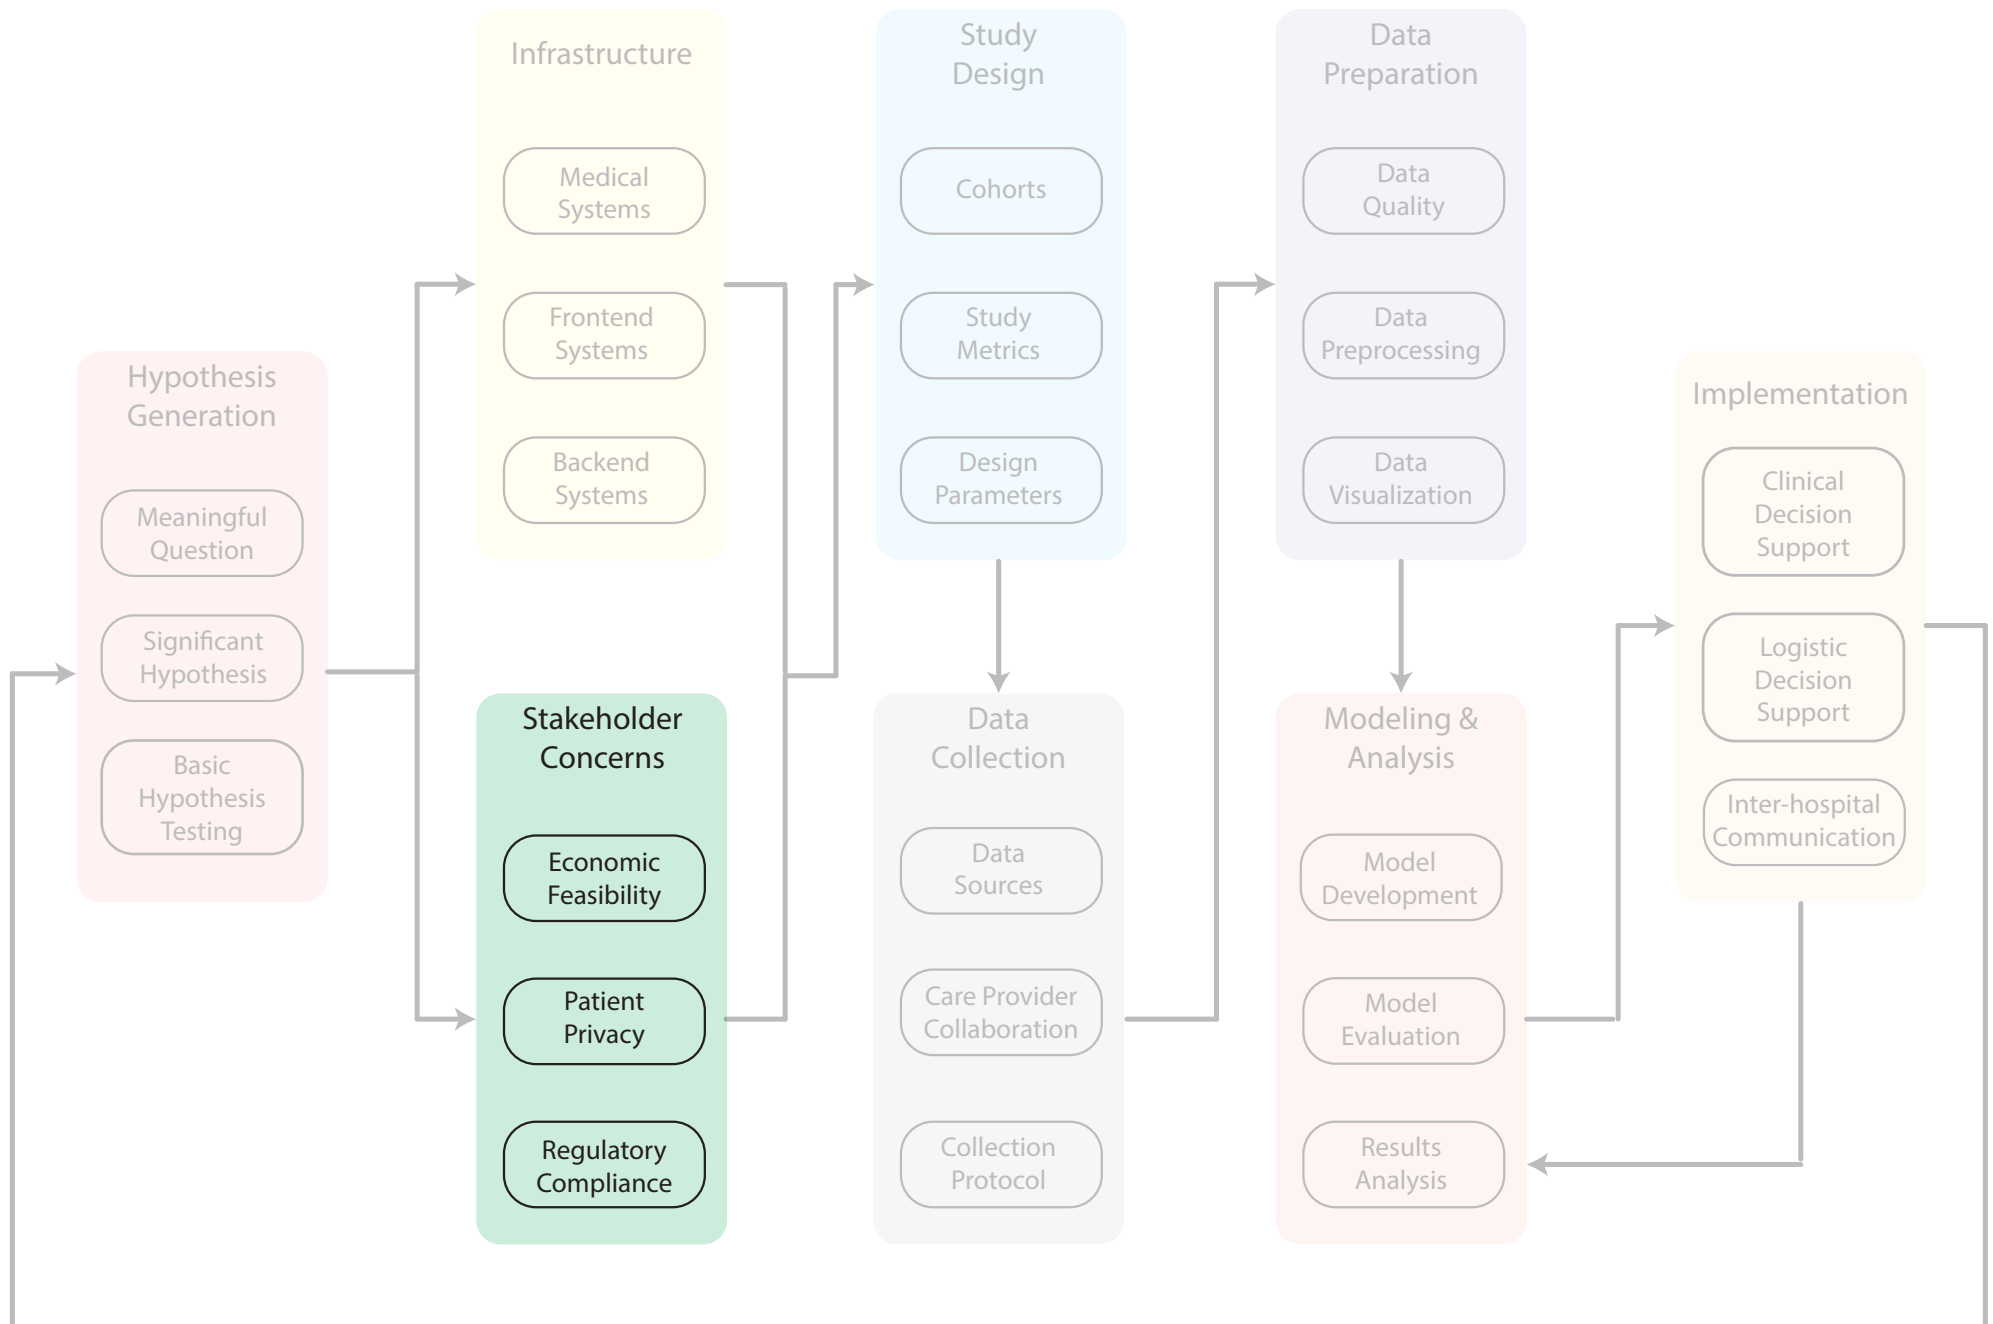 Hypothesis
Generation
Meaningful
Question
Significant
Hypothesis
Basic
Hypothesis
Testing
Infrastructure
Medical
Systems
Frontend
Systems
Backend
Systems
Stakeholder
Concerns
Economic
Feasibility
Patient
Privacy
Regulatory
Compliance
Study
Design
Cohorts
Study
Metrics
Design
Parameters
Data
Collection
Data
Sources
Care Provider
Collaboration
Collection
Protocol
Data
Preparation
Data
Quality
Data
Preprocessing
Data
Visualization
Modeling &
Analysis
Model
Development
Model
Evaluation
Results
Analysis
Implementation
Clinical
Decision
Support
Logistic
Decision
Support
Inter-hospital
Communication